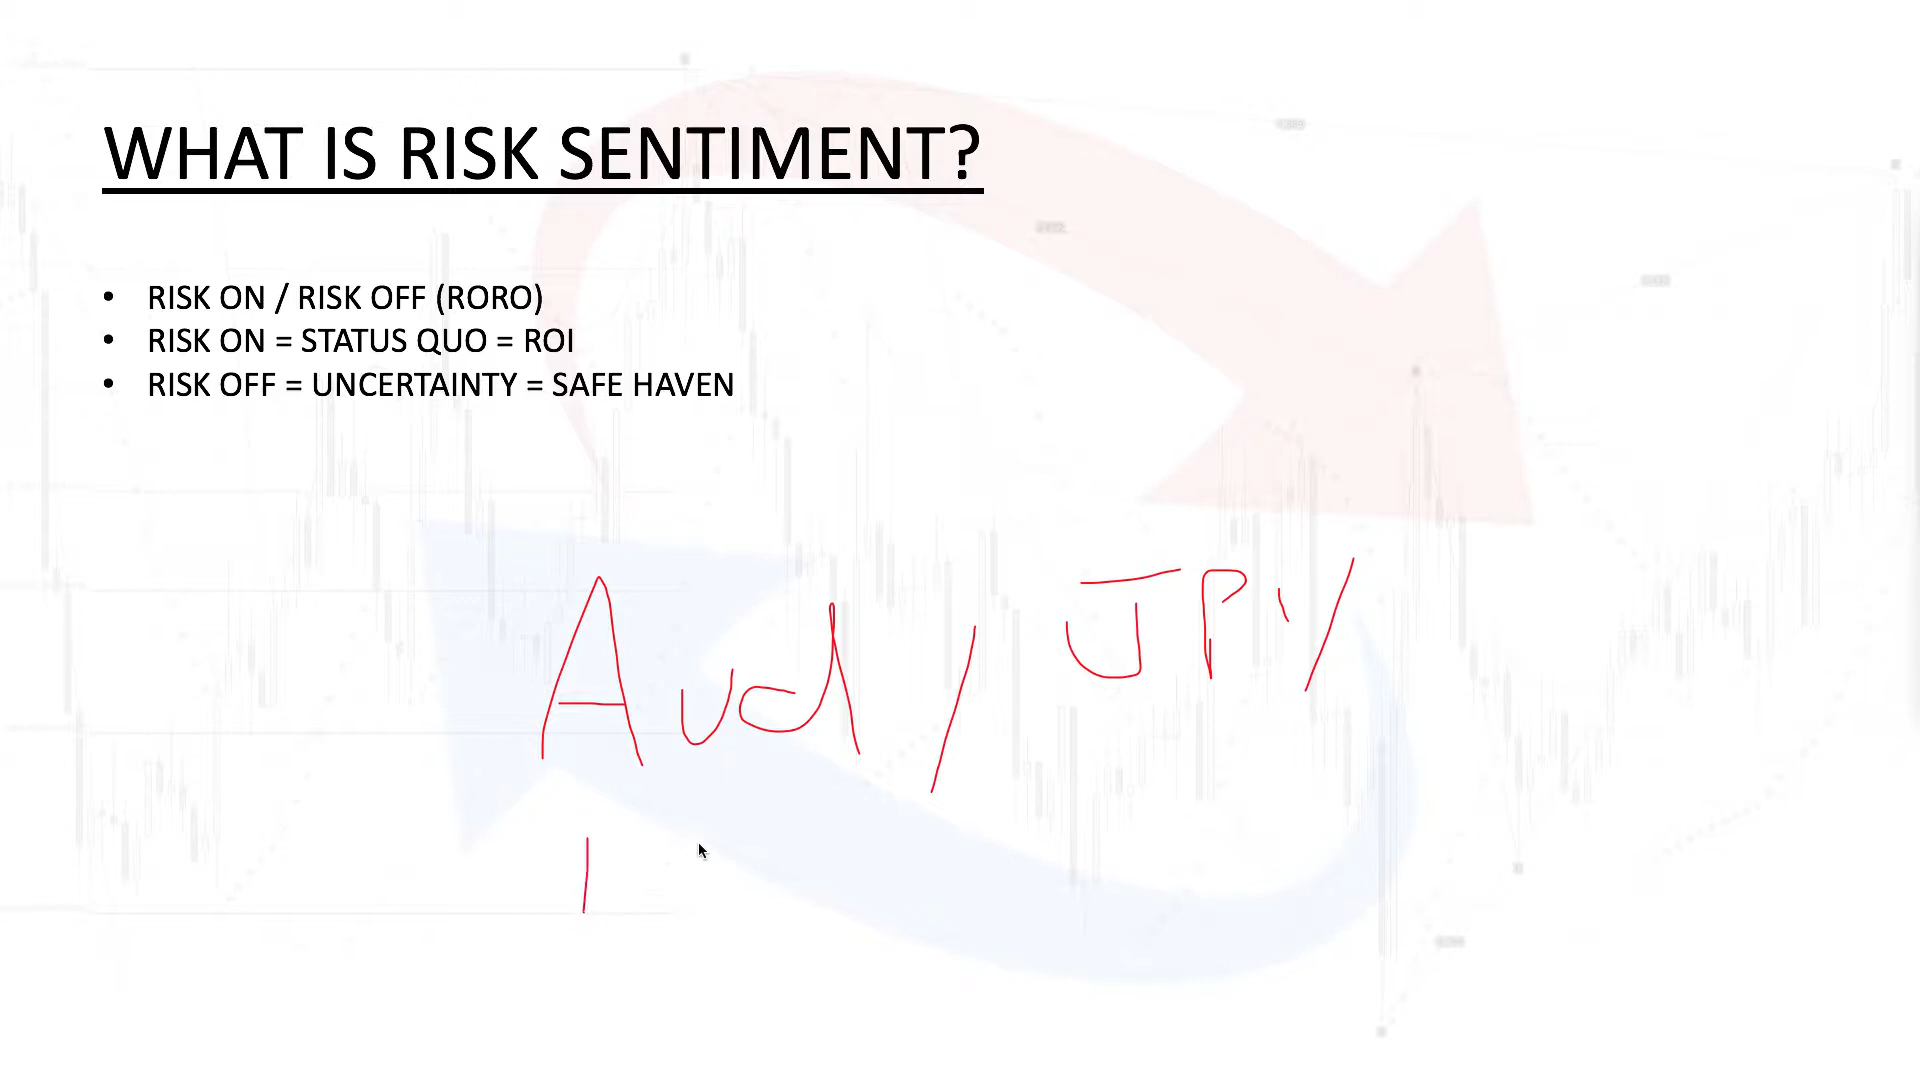 WHAT IS RISK SENTIMENT?
• RISK ON / RISK OFF (RORO)
• RISK ON = STATUS QUO = ROI
• RISK OFF = UNCERTAINTY = SAFE HAVEN
Aud / JPY